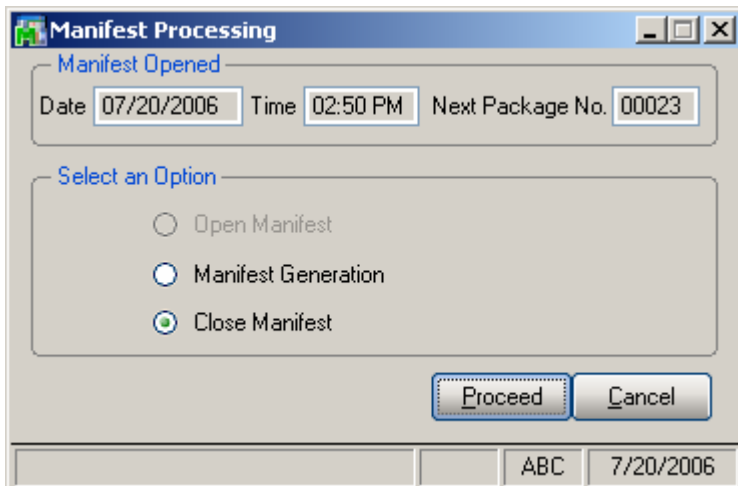 Manifest Processing
Manifest Opened
Date 07/20/2006 Time 02:50 PM Next Package No. 00023
Select an Option
Open Manifest
Manifest Generation
Close Manifest
Proceed Cancel
ABC 7/20/2006